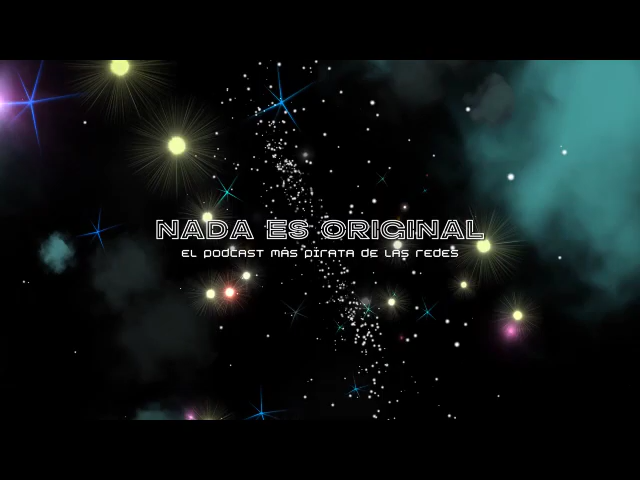 NADA ES ORIGINAL
EL PODCAST MÁS PIRATA DE LAS REDES